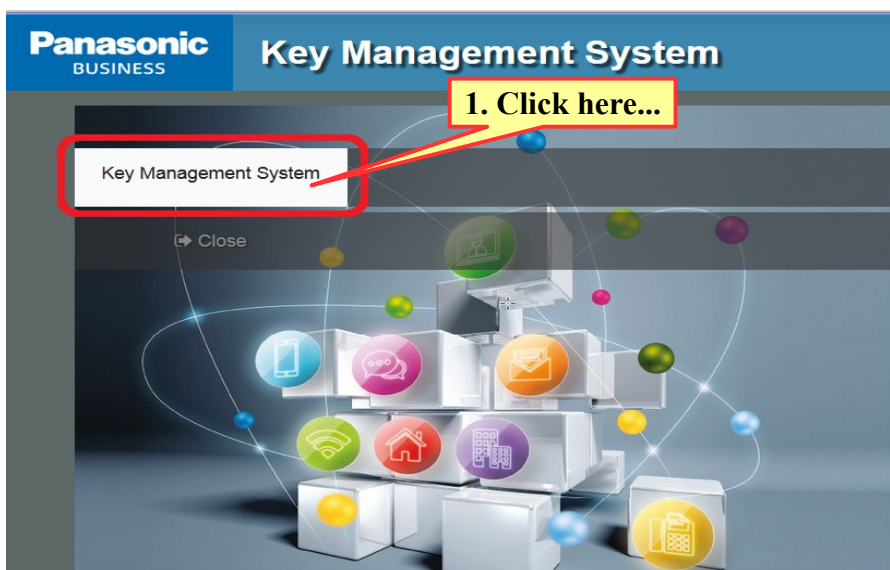 Panasonic
BUSINESS
Key Management System
1. Click here...
Key Management System
Close